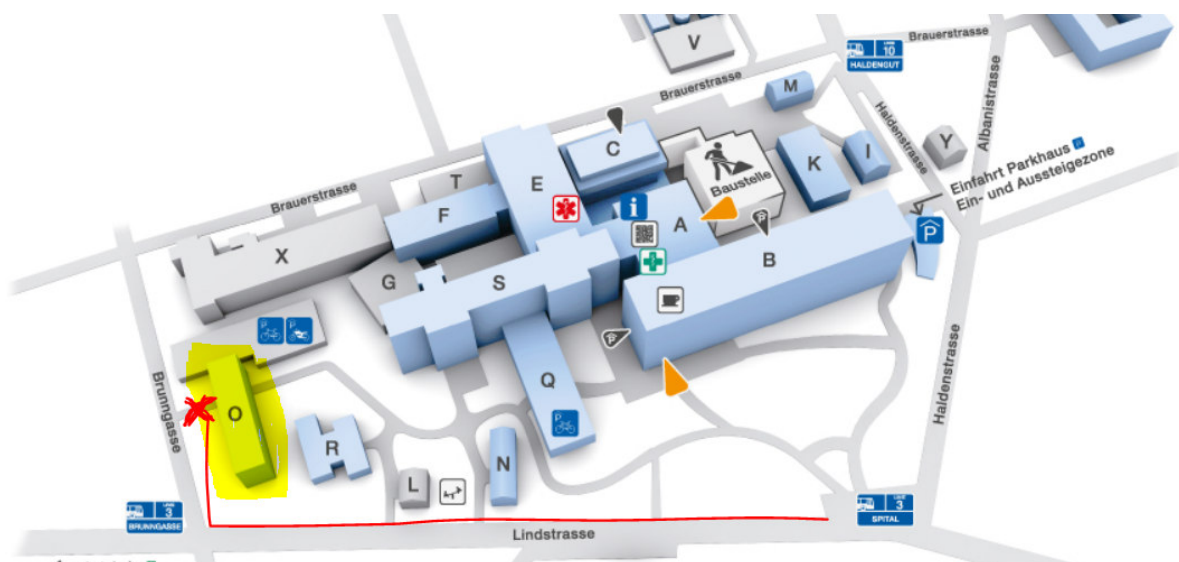 V
LINIE
10
HALDENGUT
Brauerstrasse
Brauerstrasse
M
Haldenstrasse
Albanistrasse
C
Baustelle
K
I
Y
Einfahrt Parkhaus P
Ein- und Aussteigezone
T
E
F
i
A
P
P
B
Brauerstrasse
X
G
S
P
P
P
Q
P
Haldenstrasse
Brunngasse
O
R
N
L
LINIE
3
BRUNNGASSE
LINIE
3
SPITAL
Lindstrasse